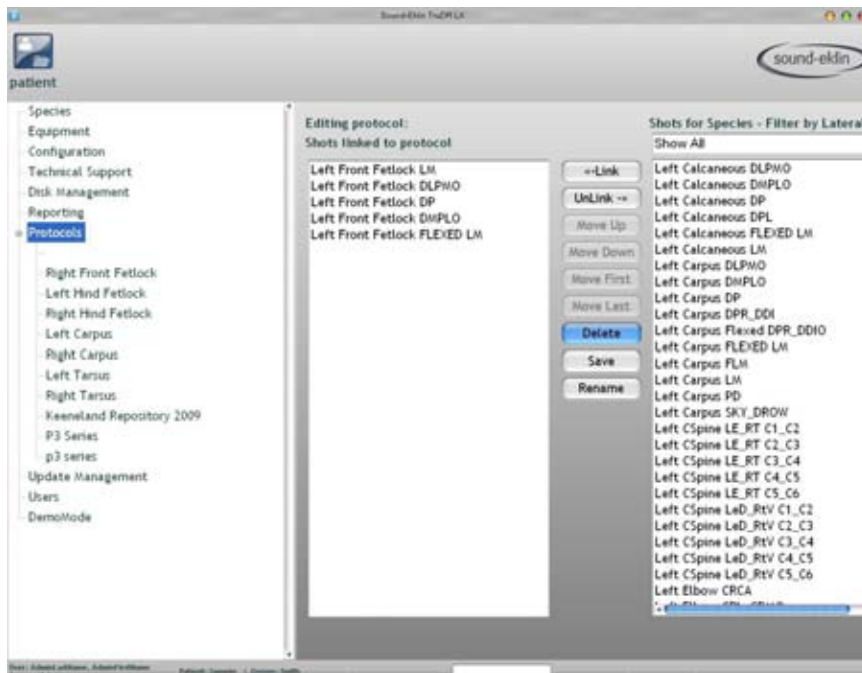 Sound-Eklin TruDR LX
sound-eklin
patient
Species
Equipment
Configuration
Technical Support
Disk Management
Reporting
Protocols
Right Front Fetlock
Left Hind Fetlock
Right Hind Fetlock
Left Carpus
Right Carpus
Left Tarsus
Right Tarsus
Keeneland Repository 2009
P3 Series
p3 series
Update Management
Users
DemoMode
Editing protocol:
Shots linked to protocol
Left Front Fetlock LM
Left Front Fetlock DLPMO
Left Front Fetlock DP
Left Front Fetlock DMPLO
Left Front Fetlock FLEXED LM
<-Link
UnLink ->
Move Up
Move Down
Move First
Move Last
Delete
Save
Rename
Shots for Species - Filter by Lateral
Show All
Left Calcaneous DLPMO
Left Calcaneous DMPLO
Left Calcaneous DP
Left Calcaneous DPL
Left Calcaneous FLEXED LM
Left Calcaneous LM
Left Carpus DLPMO
Left Carpus DMPLO
Left Carpus DP
Left Carpus DPR_DDI
Left Carpus Flexed DPR_DDIO
Left Carpus FLEXED LM
Left Carpus FLM
Left Carpus LM
Left Carpus PD
Left Carpus SKY_DROW
Left CSpine LE_RT C1_C2
Left CSpine LE_RT C2_C3
Left CSpine LE_RT C3_C4
Left CSpine LE_RT C4_C5
Left CSpine LE_RT C5_C6
Left CSpine LeD_RtV C1_C2
Left CSpine LeD_RtV C2_C3
Left CSpine LeD_RtV C3_C4
Left CSpine LeD_RtV C4_C5
Left CSpine LeD_RtV C5_C6
Left Elbow CRCA